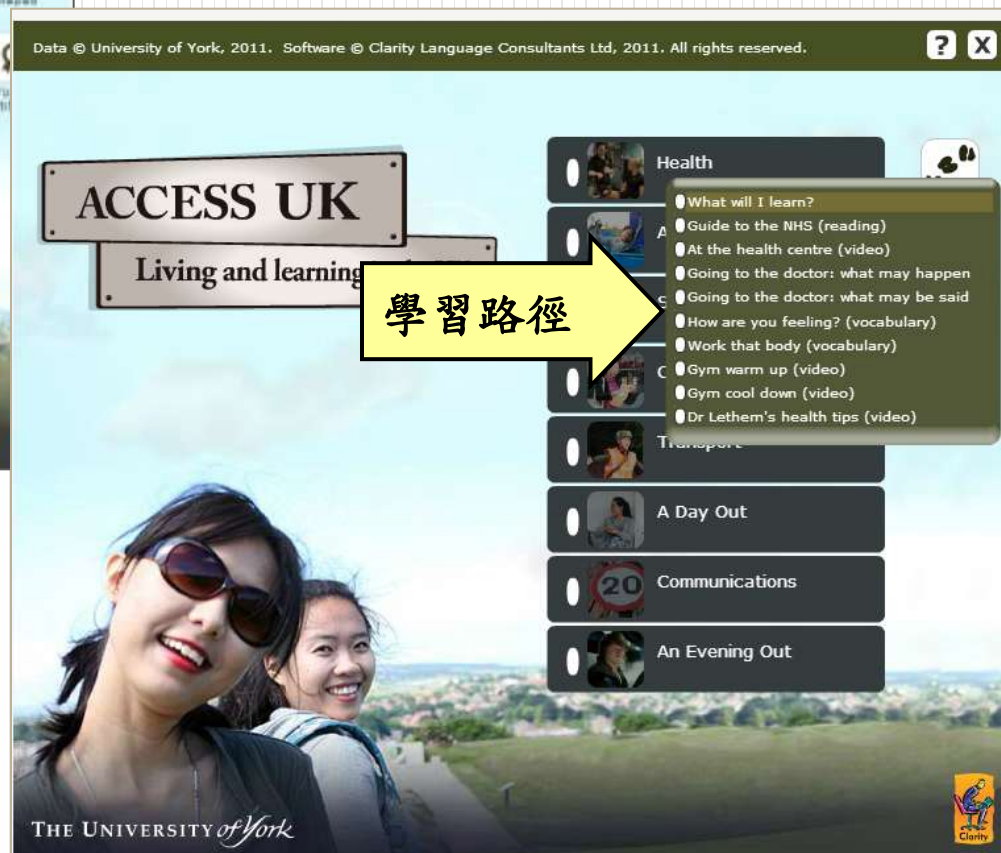 Data © University of York, 2011. Software © Clarity Language Consultants Ltd, 2011. All rights reserved.
? X
ACCESS UK
Living and learning
學習路徑
Health
What will I learn?
Guide to the NHS (reading)
At the health centre (video)
Going to the doctor: what may happen
Going to the doctor: what may be said
How are you feeling? (vocabulary)
Work that body (vocabulary)
Gym warm up (video)
Gym cool down (video)
Dr Lethem's health tips (video)
Transport
A Day Out
20
Communications
An Evening Out
THE UNIVERSITY of York
Clarity